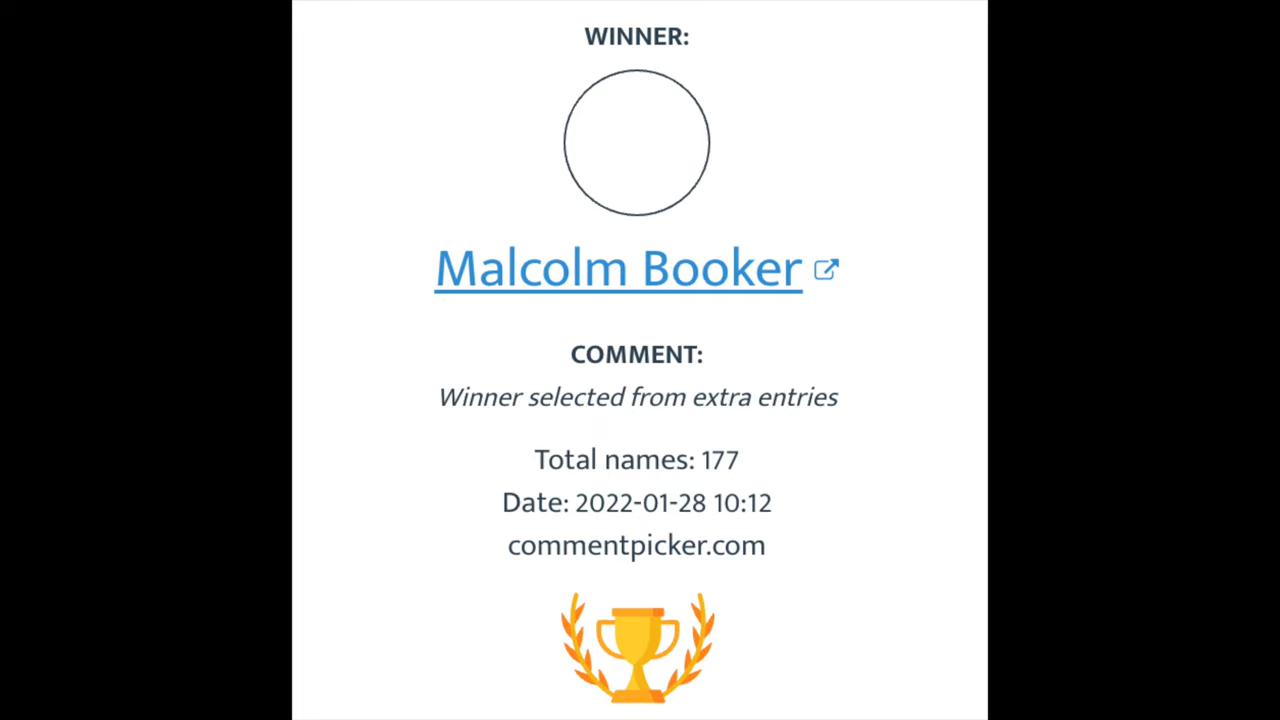 WINNER:
Malcolm Booker
COMMENT:
Winner selected from extra entries
Total names: 177
Date: 2022-01-28 10:12
commentpicker.com